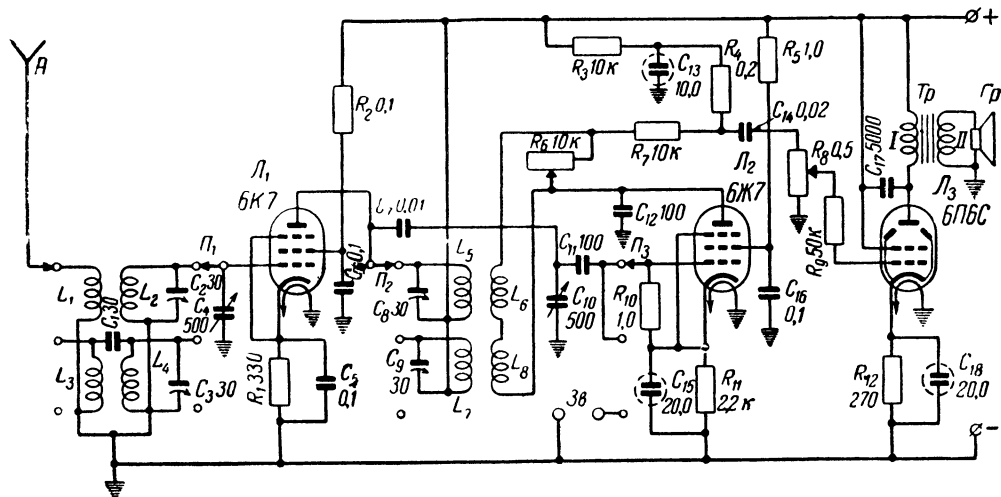 А
+
R₃ 10к
C₁₃
10,0
R₄
0,2
R₅ 1,0
R₂ 0,1
C₁₄ 0,02
Тр
Гр
I
II
R₆ 10к
R₇ 10к
R₈ 0,5
C₁₇ 5000
Л₁
6К7
Л₂
6Ж7
Л₃
6П6С
0,01
C₁₂ 100
R₉ 50к
П₁
П₂
C₁₁ 100
П₃
L₁
L₂
C₂ 30
C₄
500
0,1
L₅
L₆
C₈ 30
C₁₀
500
R₁₀
1,0
C₁₆
0,1
C₁ 30
L₃
L₄
C₃ 30
R₁ 330
C₅
0,1
C₉
30
L₇
L₈
Зв
C₁₅
20,0
R₁₁
2,2к
R₁₂
270
C₁₈
20,0
-